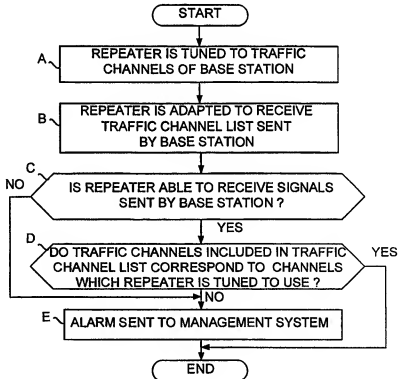 START
A
REPEATER IS TUNED TO TRAFFIC
CHANNELS OF BASE STATION
B
REPEATER IS ADAPTED TO RECEIVE
TRAFFIC CHANNEL LIST SENT
BY BASE STATION
C
NO
IS REPEATER ABLE TO RECEIVE SIGNALS
SENT BY BASE STATION ?
YES
D
DO TRAFFIC CHANNELS INCLUDED IN TRAFFIC
CHANNEL LIST CORRESPOND TO CHANNELS
WHICH REPEATER IS TUNED TO USE ?
YES
NO
E
ALARM SENT TO MANAGEMENT SYSTEM
END